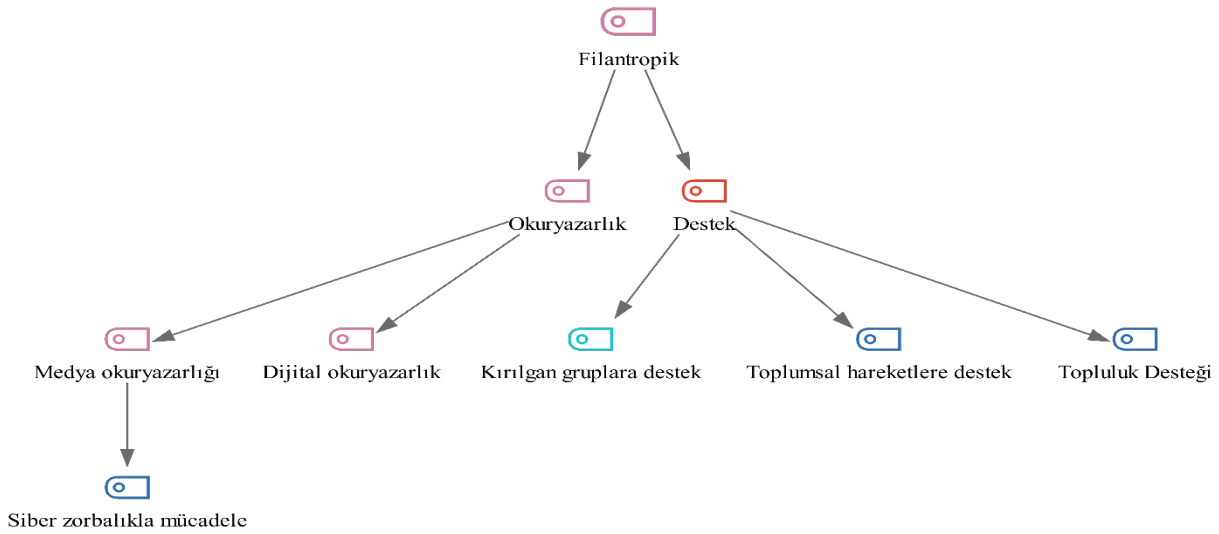 Filantropik
Okuryazarlık
Destek
Medya okuryazarlığı
Dijital okuryazarlık
Kırılgan gruplara destek
Toplumsal hareketlere destek
Topluluk Desteği
Siber zorbalıkla mücadele